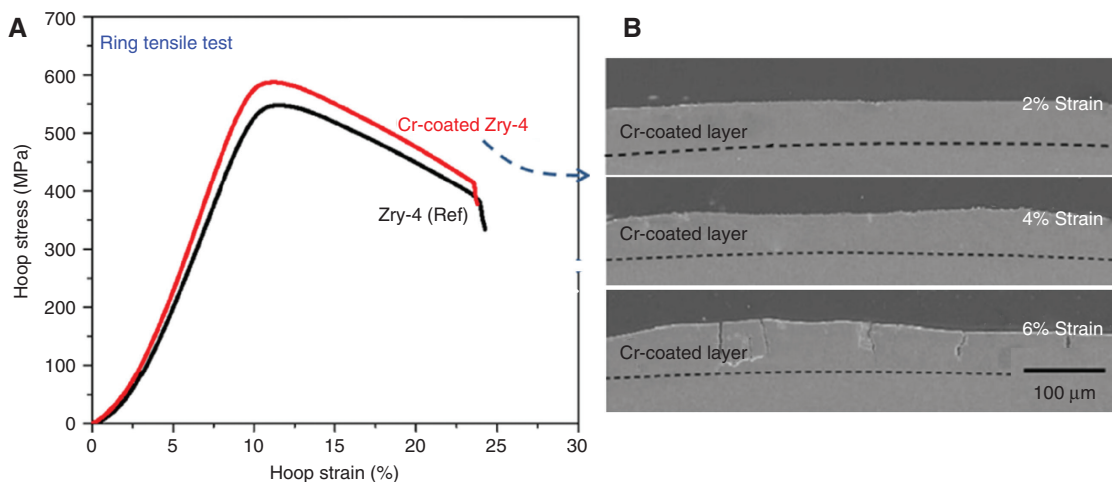 A
Ring tensile test
Hoop stress (MPa)
700
600
500
400
300
200
100
0
Cr-coated Zry-4
Zry-4 (Ref)
0 5 10 15 20 25 30
Hoop strain (%)
B
2% Strain
Cr-coated layer
4% Strain
Cr-coated layer
6% Strain
Cr-coated layer
100 μm